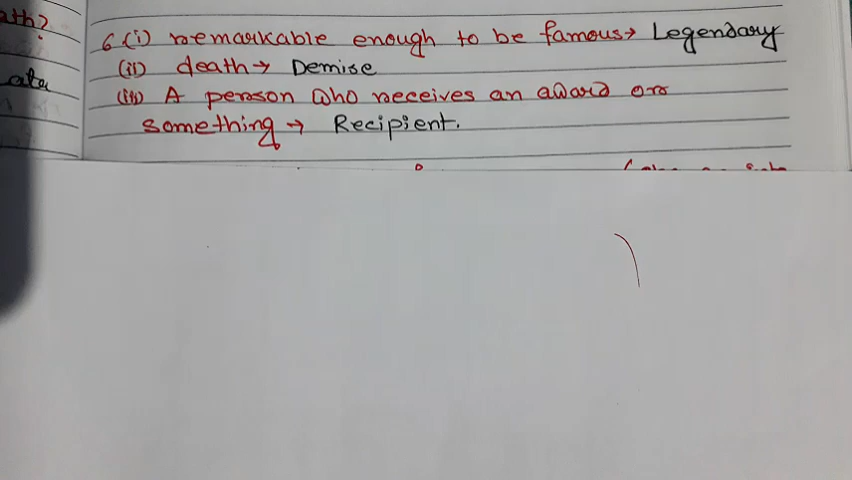 ath?
6 (i) remarkable enough to be famous → Legendary
(ii) death → Demise
(iii) A person who receives an award or
something → Recipient.